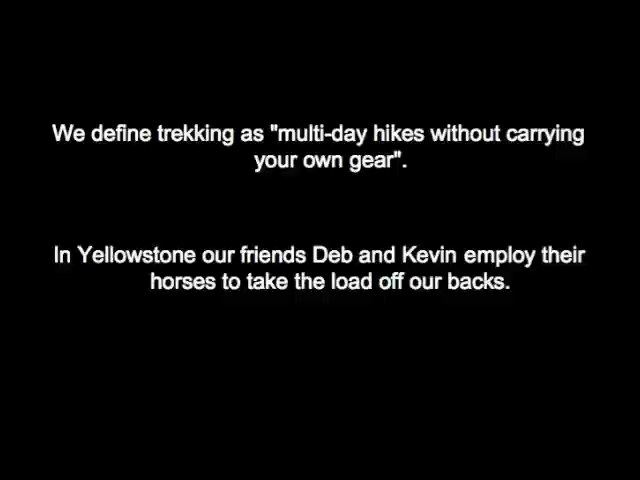 We define trekking as "multi-day hikes without carrying
your own gear".
In Yellowstone our friends Deb and Kevin employ their
horses to take the load off our backs.